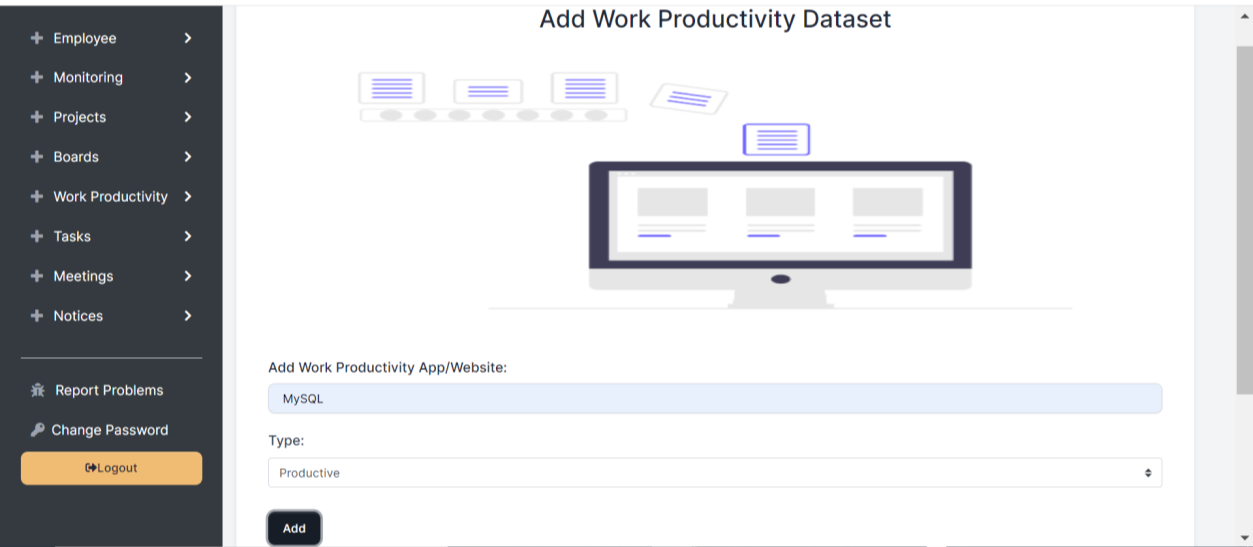 Employee
Monitoring
Projects
Boards
Work Productivity
Tasks
Meetings
Notices
Report Problems
Change Password
Logout
Add Work Productivity Dataset
Add Work Productivity App/Website:
MySQL
Type:
Productive
Add